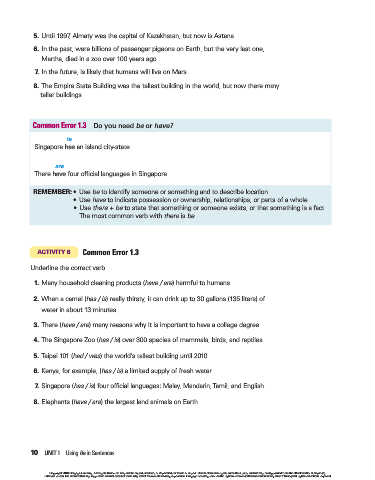 5. Until 1997, Almaty was the capital of Kazakhstan, but now is Astana
6. In the past, were billions of passenger pigeons on Earth, but the very last one,
Martha, died in a zoo over 100 years ago
7. In the future, is likely that humans will live on Mars
8. The Empire State Building was the tallest building in the world, but now there many
taller buildings
Common Error 1.3 Do you need be or have?
is
Singapore has an island city-state
are
There have four official languages in Singapore
REMEMBER: • Use be to identify someone or something and to describe location
• Use have to indicate possession or ownership, relationships, or parts of a whole
• Use there + be to state that something or someone exists, or that something is a fact
The most common verb with there is be
ACTIVITY 8 Common Error 1.3
Underline the correct verb
1. Many household cleaning products (have / are) harmful to humans
2. When a camel (has / is) really thirsty, it can drink up to 30 gallons (135 liters) of
water in about 13 minutes
3. There (have / are) many reasons why it is important to have a college degree
4. The Singapore Zoo (has / is) over 300 species of mammals, birds, and reptiles
5. Taipei 101 (had / was) the world's tallest building until 2010
6. Kenya, for example, (has / is) a limited supply of fresh water
7. Singapore (has / is) four official languages: Malay, Mandarin, Tamil, and English
8. Elephants (have / are) the largest land animals on Earth
10 UNIT 1 Using Be in Sentences